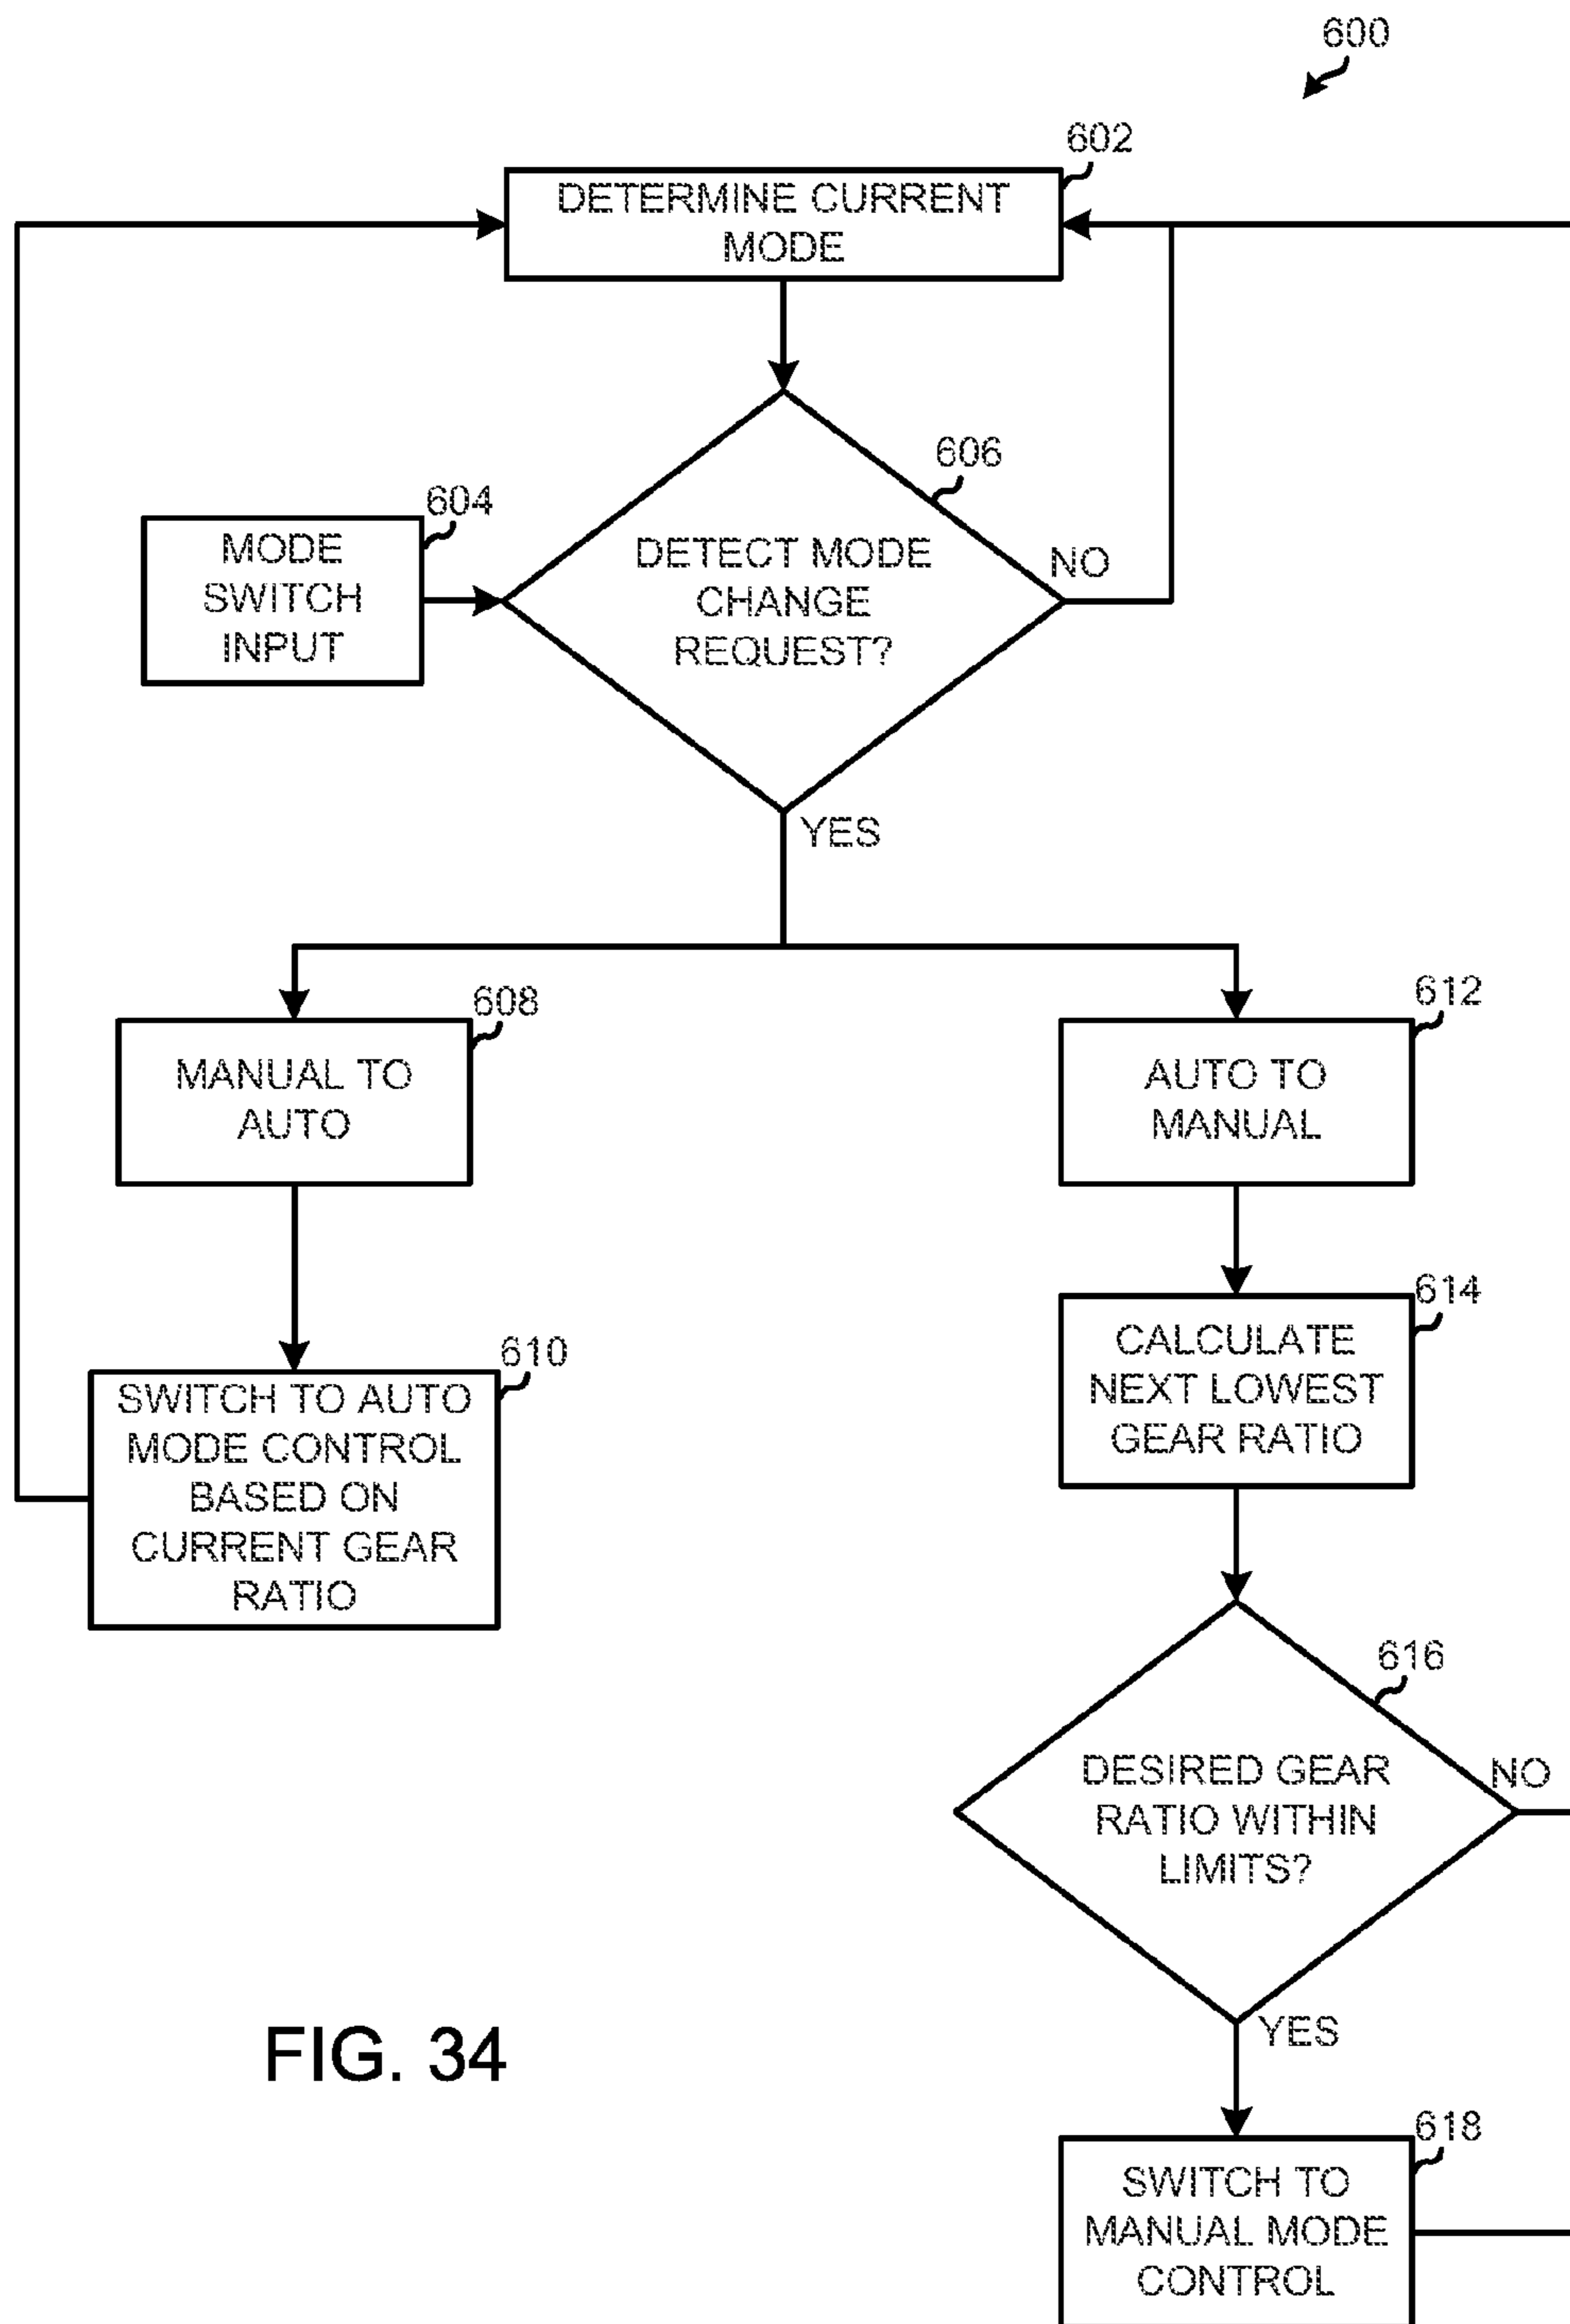 600
602
DETERMINE CURRENT
MODE
606
604
MODE
SWITCH
INPUT
DETECT MODE
CHANGE
REQUEST?
NO
YES
608
MANUAL TO
AUTO
612
AUTO TO
MANUAL
610
SWITCH TO AUTO
MODE CONTROL
BASED ON
CURRENT GEAR
RATIO
614
CALCULATE
NEXT LOWEST
GEAR RATIO
616
DESIRED GEAR
RATIO WITHIN
LIMITS?
NO
YES
618
SWITCH TO
MANUAL MODE
CONTROL
FIG. 34